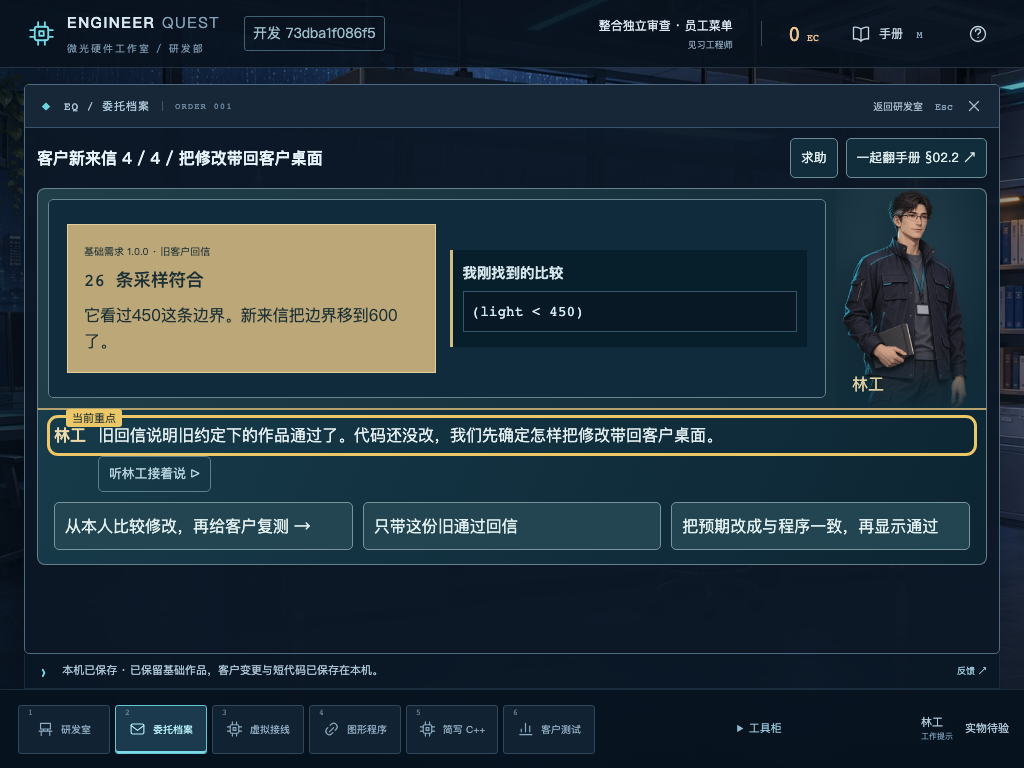 ENGINEER QUEST
微光硬件工作室 / 研发部
开发 73dba1f086f5
整合独立审查 · 员工菜单
见习工程师
0 EC
手册 M
EQ / 委托档案
ORDER 001
返回研发室 Esc
客户新来信 4 / 4 / 把修改带回客户桌面
求助
一起翻手册 §02.2 ↗
基础需求 1.0.0 · 旧客户回信
26 条采样符合
它看过450这条边界。新来信把边界移到600
了。
我刚找到的比较
(light < 450)
林工
当前重点
林工 旧回信说明旧约定下的作品通过了。代码还没改，我们先确定怎样把修改带回客户桌面。
听林工接着说 ▷
从本人比较修改，再给客户复测 →
只带这份旧通过回信
把预期改成与程序一致，再显示通过
本机已保存 · 已保留基础作品，客户变更与短代码已保存在本机。
反馈 ↗
1 研发室
2 委托档案
3 虚拟接线
4 图形程序
5 简写 C++
6 客户测试
▶ 工具柜
林工
工作提示
实物待验